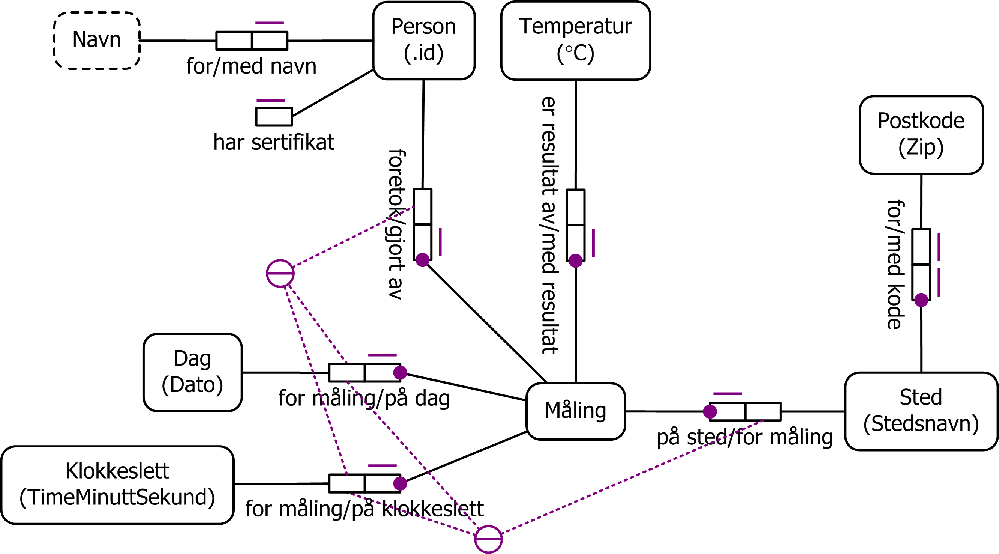 Navn
for/med navn
Person
(.id)
Temperatur
(°C)
har sertifikat
foretok/gjort av
er resultat av/med resultat
Postkode
(Zip)
for/med kode
Dag
(Dato)
for måling/på dag
Måling
på sted/for måling
Sted
(Stedsnavn)
Klokkeslett
(TimeMinuttSekund)
for måling/på klokkeslett